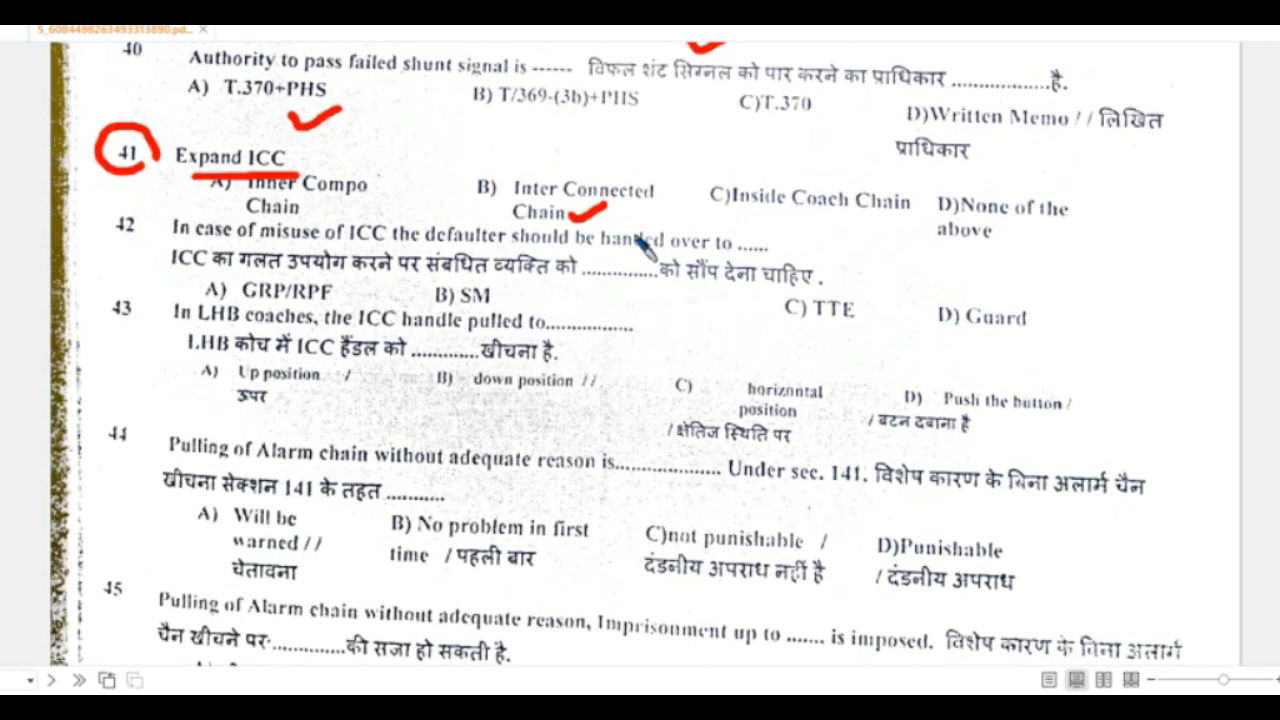 5_6084498263493313890.pd..
40 Authority to pass failed shunt signal is ------ विफल शंट सिग्नल को पार करने का प्राधिकार ..................है.
A) T.370+PHS B) T/369-(3b)+PHS C)T.370 D)Written Memo // लिखित
प्राधिकार
41 Expand ICC
A) Inner Compo B) Inter Connected C)Inside Coach Chain D)None of the
Chain Chain above
42 In case of misuse of ICC the defaulter should be handed over to ......
ICC का गलत उपयोग करने पर संबधित व्यक्ति को ..............को सौंप देना चाहिए .
A) GRP/RPF B) SM C) TTE D) Guard
43 In LHB coaches, the ICC handle pulled to.................
LHB कोच में ICC हैंडल को .............खीचना है.
A) Up position / B) down position // C) horizontal D) Push the button /
ऊपर position / बटन दबाना है
/ क्षेतिज स्थिति पर
44 Pulling of Alarm chain without adequate reason is.................... Under sec. 141. विशेष कारण के बिना अलार्म चैन
खीचना सेक्शन 141 के तहत ...........
A) Will be B) No problem in first C)not punishable / D)Punishable
warned // time / पहली बार दंडनीय अपराध नहीं है / दंडनीय अपराध
चेतावना
45 Pulling of Alarm chain without adequate reason, Imprisonment up to ....... is imposed. विशेष कारण के बिना अलार्म
चैन खीचने पर ..............की सजा हो सकती है.